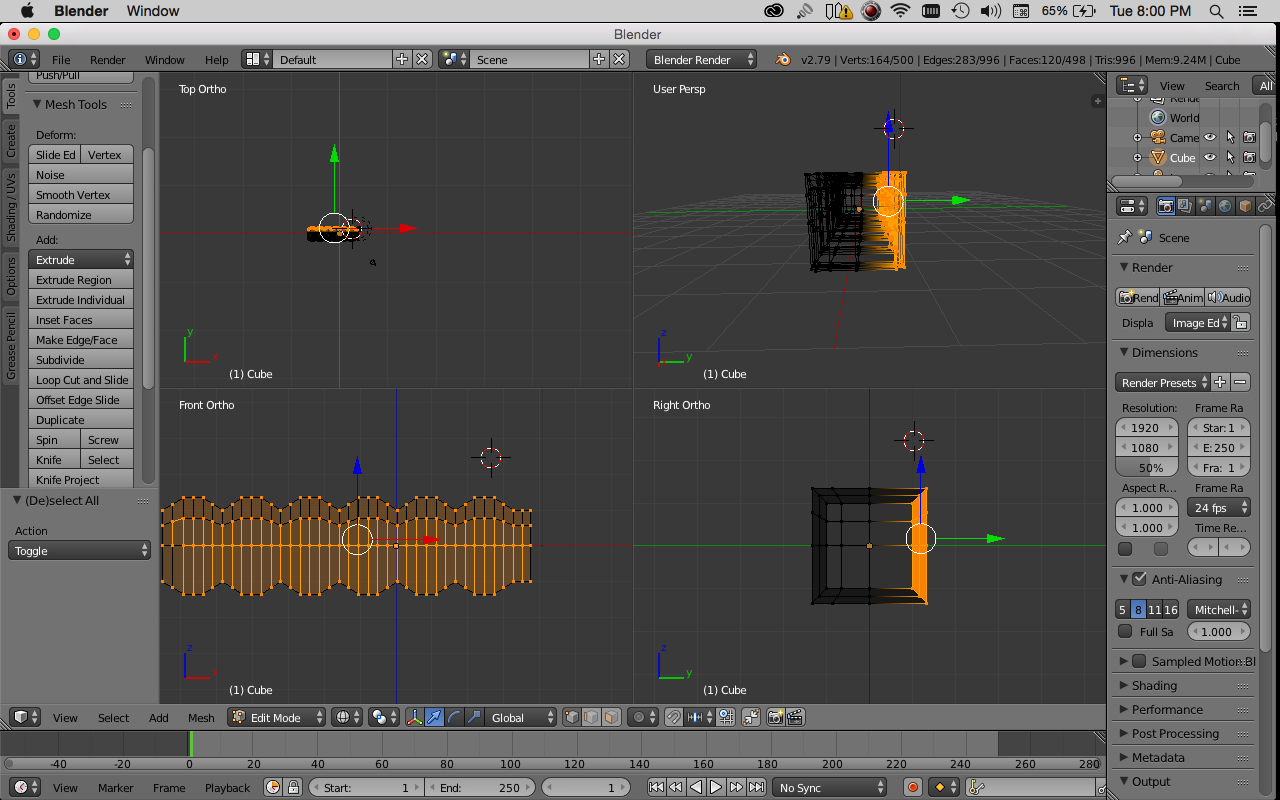 Blender Window 65% Tue 8:00 PM
Blender
File Render Window Help Default Scene Blender Render v2.79 | Verts:164/500 | Edges:283/996 | Faces:120/498 | Tris:996 | Mem:9.24M | Cube
Tools
Create
Shading / UVs
Options
Grease Pencil
Push/Pull
Mesh Tools
Deform:
Slide Ed Vertex
Noise
Smooth Vertex
Randomize
Add:
Extrude
Extrude Region
Extrude Individual
Inset Faces
Make Edge/Face
Subdivide
Loop Cut and Slide
Offset Edge Slide
Duplicate
Spin Screw
Knife Select
Knife Project
(De)select All
Action
Toggle
Top Ortho
y
x
(1) Cube
User Persp
z
y
(1) Cube
Front Ortho
z
x
(1) Cube
Right Ortho
z
y
(1) Cube
View Select Add Mesh Edit Mode Global
-40 -20 0 20 40 60 80 100 120 140 160 180 200 220 240 260 280
View Marker Frame Playback Start: 1 End: 250 1 No Sync
View Search All
Rende
World
Came
Cube
Scene
Render
Rend Anim Audio
Displa Image Ed
Dimensions
Render Presets
Resolution: Frame Ra
1920 Star: 1
1080 E: 250
50% Fra: 1
Aspect R... Frame Ra
1.000 24 fps
1.000 Time Re...
Anti-Aliasing
5 8 11 16 Mitchell-
Full Sa 1.000
Sampled Motion Bl
Shading
Performance
Post Processing
Metadata
Output